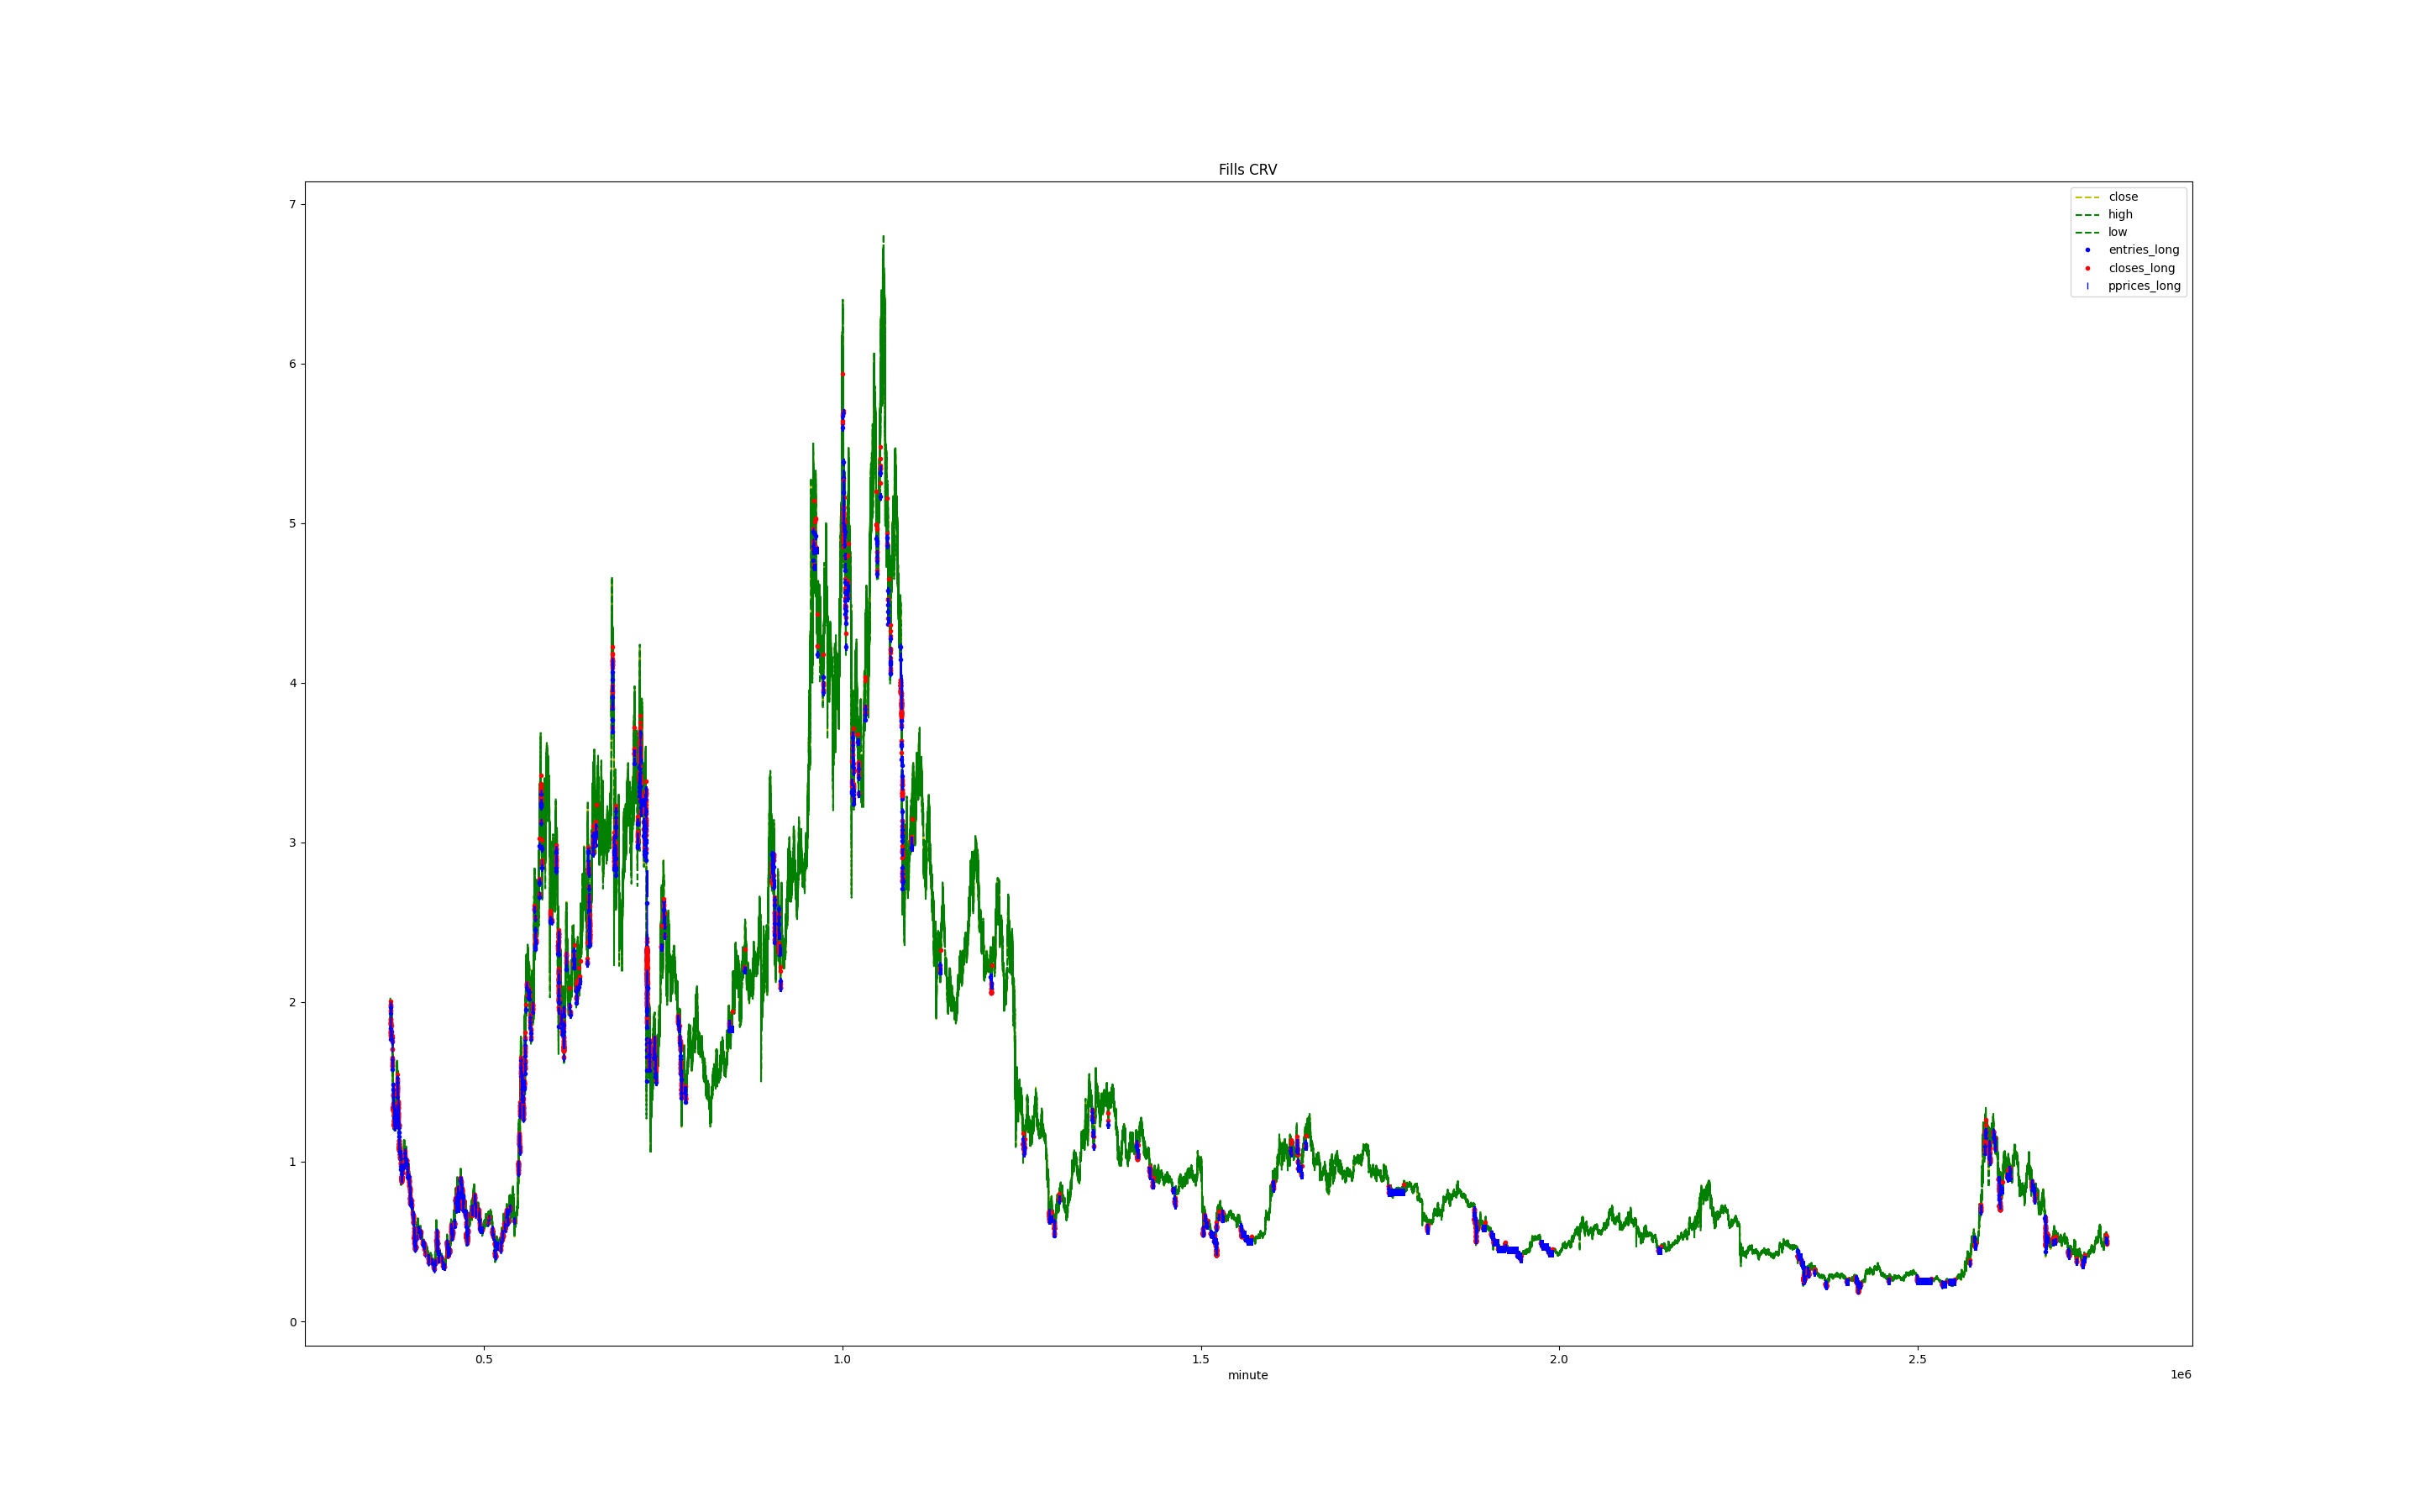 Fills CRV
close
high
low
entries_long
closes_long
pprices_long
7
6
5
4
3
2
1
0
0.5 1.0 1.5 2.0 2.5
minute
1e6